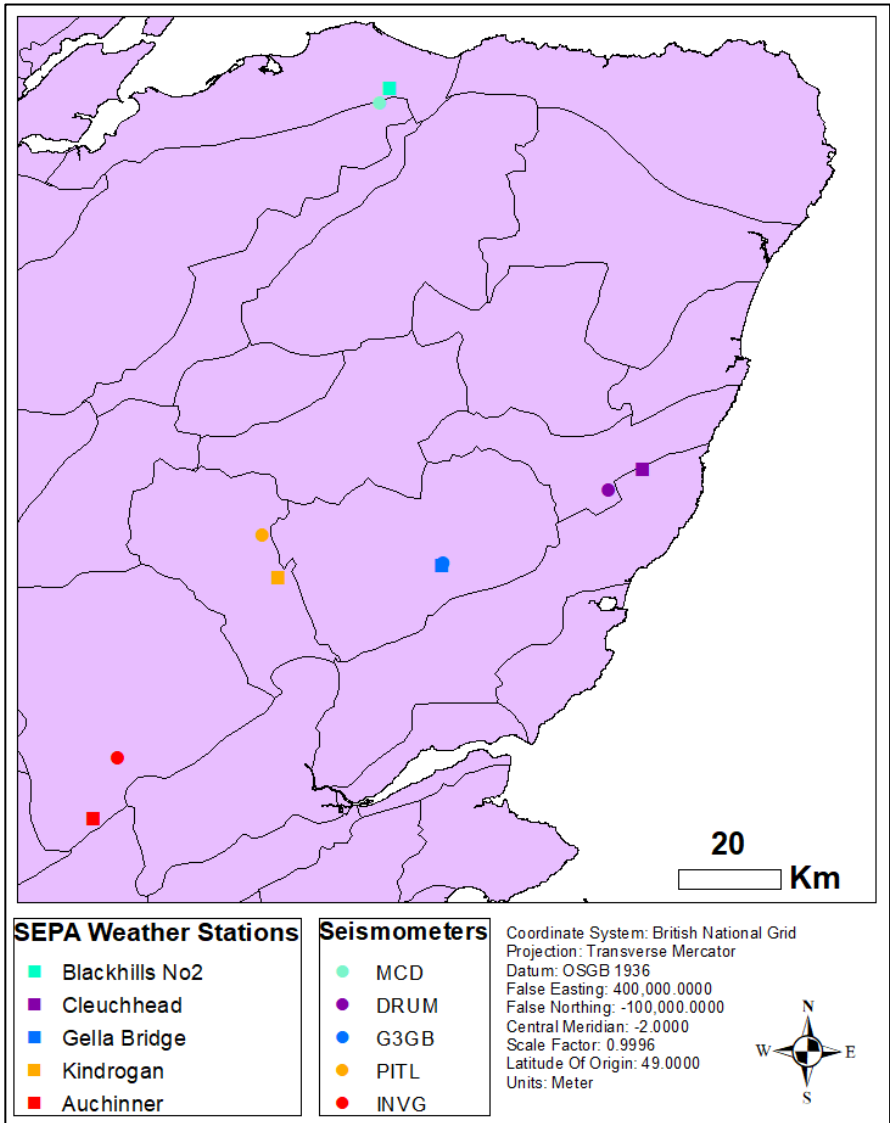 20
Km
SEPA Weather Stations
Blackhills No2
Cleuchhead
Gella Bridge
Kindrogan
Auchinner
Seismometers
MCD
DRUM
G3GB
PITL
INVG
Coordinate System: British National Grid
Projection: Transverse Mercator
Datum: OSGB 1936
False Easting: 400,000.0000
False Northing: -100,000.0000
Central Meridian: -2.0000
Scale Factor: 0.9996
Latitude Of Origin: 49.0000
Units: Meter
N
W E
S